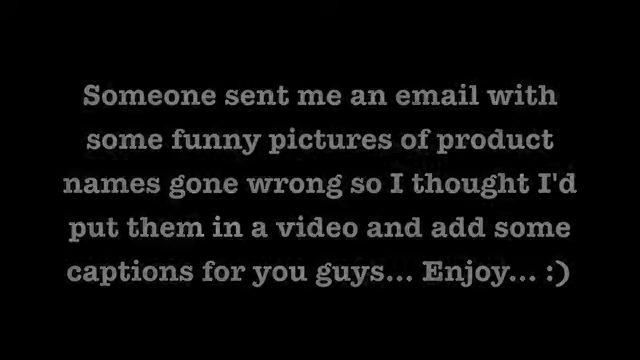 Someone sent me an email with
some funny pictures of product
names gone wrong so I thought I'd
put them in a video and add some
captions for you guys... Enjoy... :)